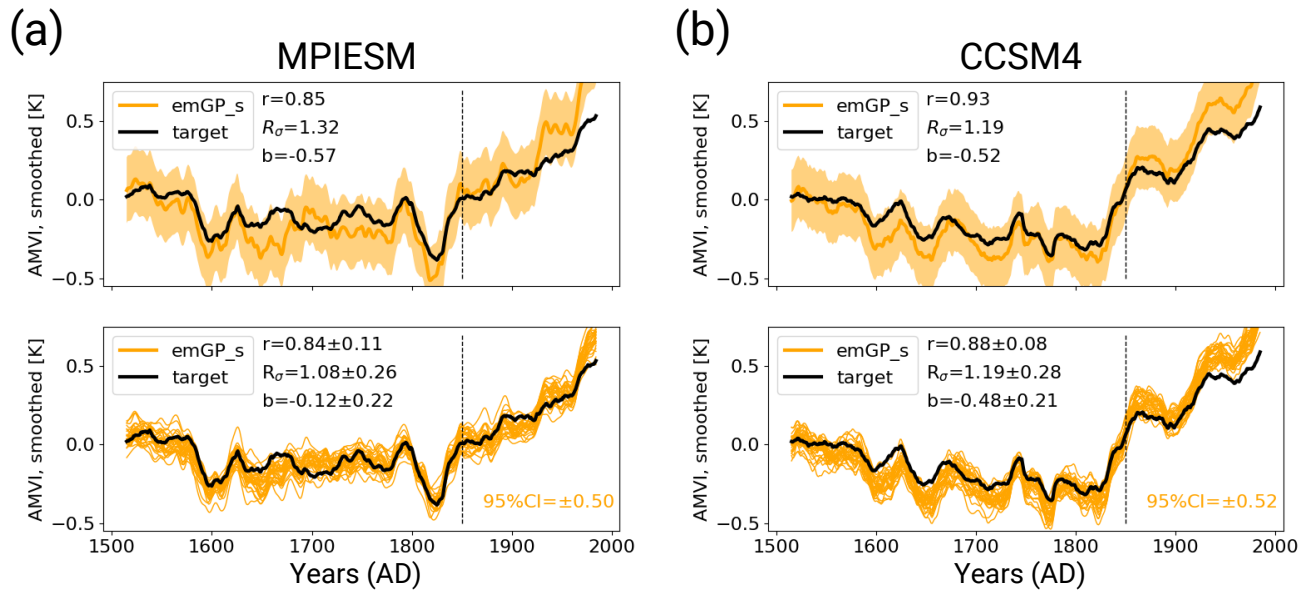 (a)
MPIESM
AMVI, smoothed [K]
0.5
0.0
−0.5
emGP_s
target
r=0.85
Rσ=1.32
b=-0.57
AMVI, smoothed [K]
0.5
0.0
−0.5
emGP_s
target
r=0.84±0.11
Rσ=1.08±0.26
b=-0.12±0.22
95%CI=±0.50
1500 1600 1700 1800 1900 2000
Years (AD)
(b)
CCSM4
AMVI, smoothed [K]
0.5
0.0
−0.5
emGP_s
target
r=0.93
Rσ=1.19
b=-0.52
AMVI, smoothed [K]
0.5
0.0
−0.5
emGP_s
target
r=0.88±0.08
Rσ=1.19±0.28
b=-0.48±0.21
95%CI=±0.52
1500 1600 1700 1800 1900 2000
Years (AD)